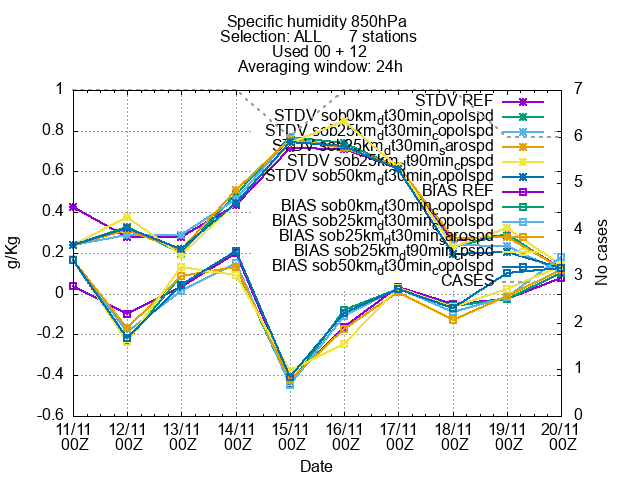 Specific humidity 850hPa
Selection: ALL 7 stations
Used 00 + 12
Averaging window: 24h
1
0.8
0.6
0.4
0.2
0
-0.2
-0.4
-0.6
g/Kg
7
6
5
4
3
2
1
0
No cases
STDV REF
STDV sob0km_dt30min_copolspd
STDV sob25km_dt30min_copolspd
STDV sob25km_dt30min_sarospd
STDV sob25km_dt90min_cpspd
STDV sob50km_dt30min_copolspd
BIAS REF
BIAS sob0km_dt30min_copolspd
BIAS sob25km_dt30min_copolspd
BIAS sob25km_dt30min_sarospd
BIAS sob25km_dt90min_cpspd
BIAS sob50km_dt30min_copolspd
CASES
11/11 12/11 13/11 14/11 15/11 16/11 17/11 18/11 19/11 20/11
00Z 00Z 00Z 00Z 00Z 00Z 00Z 00Z 00Z 00Z
Date